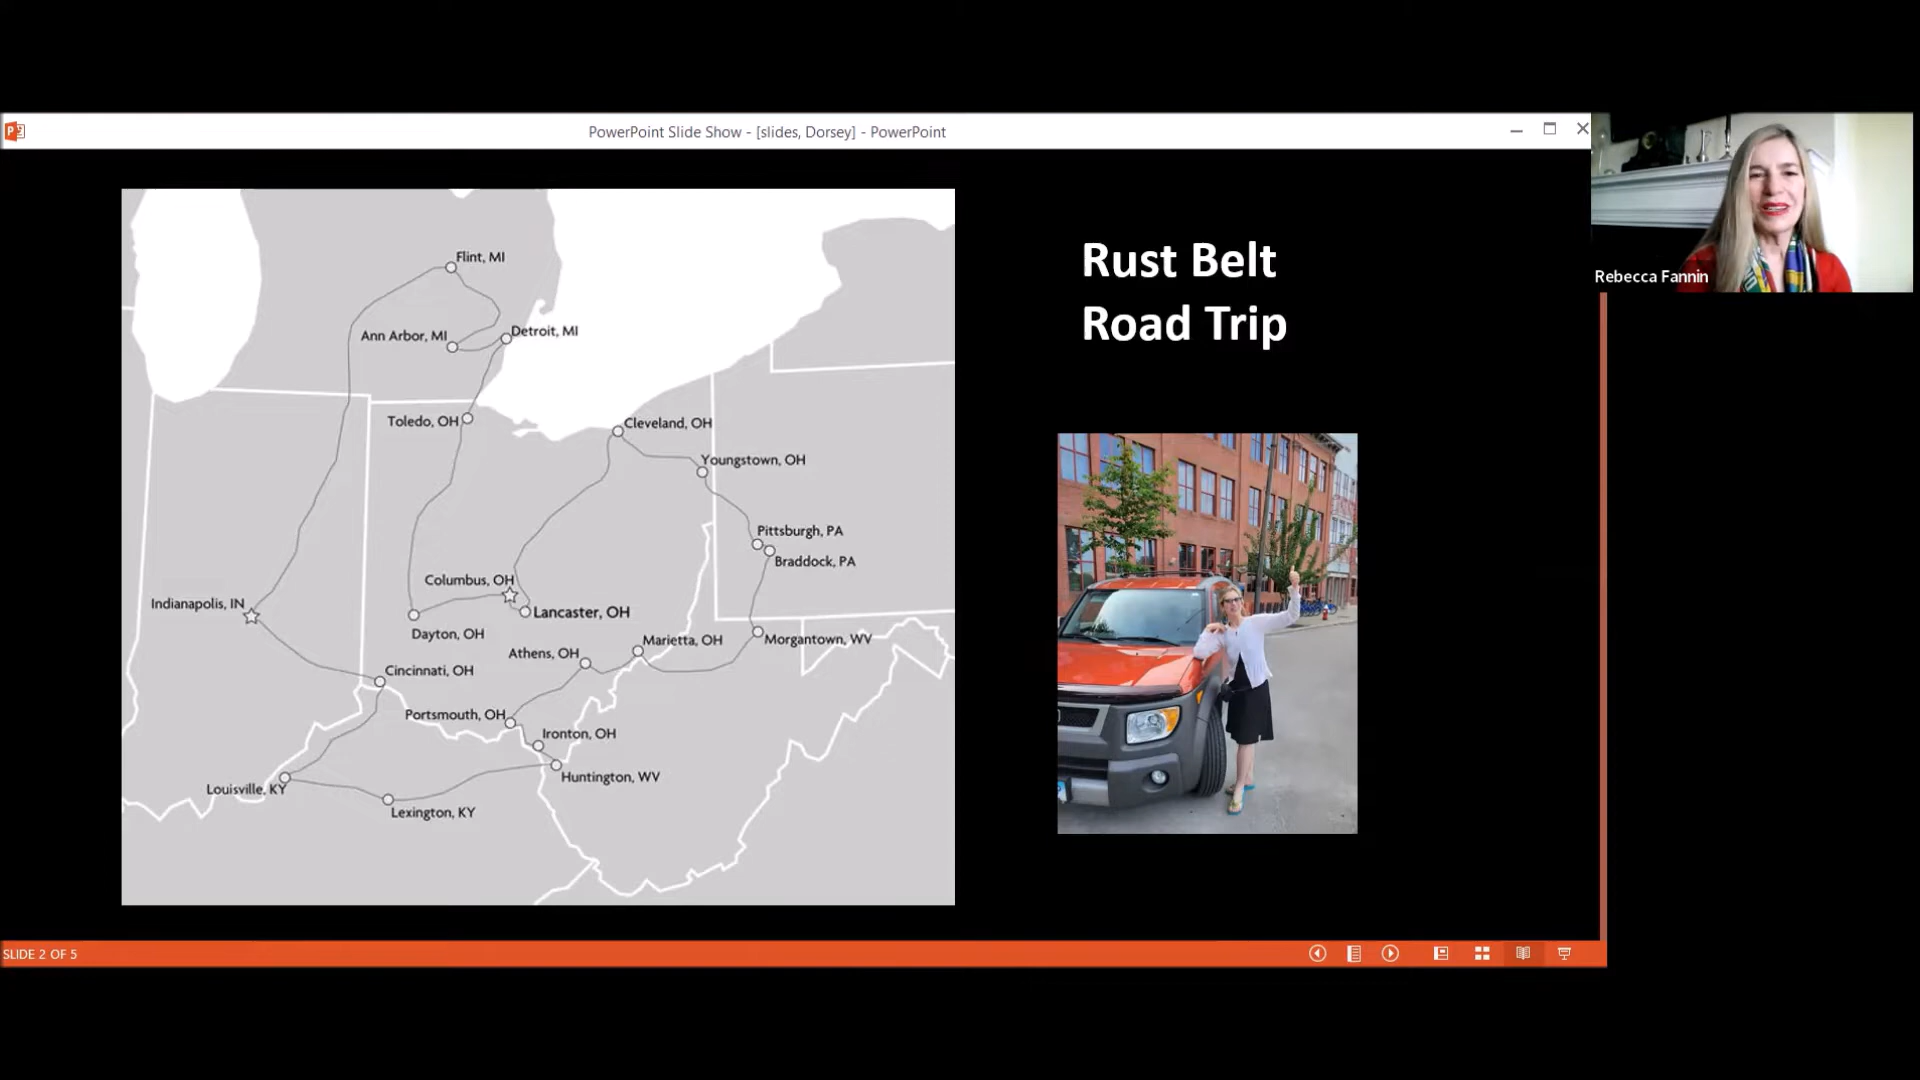 PowerPoint Slide Show - [slides, Dorsey] - PowerPoint
Rust Belt
Road Trip
Rebecca Fannin
Flint, MI
Ann Arbor, MI
Detroit, MI
Toledo, OH
Cleveland, OH
Youngstown, OH
Pittsburgh, PA
Braddock, PA
Columbus, OH
Lancaster, OH
Indianapolis, IN
Dayton, OH
Marietta, OH
Morgantown, WV
Athens, OH
Cincinnati, OH
Portsmouth, OH
Ironton, OH
Huntington, WV
Louisville, KY
Lexington, KY
SLIDE 2 OF 5